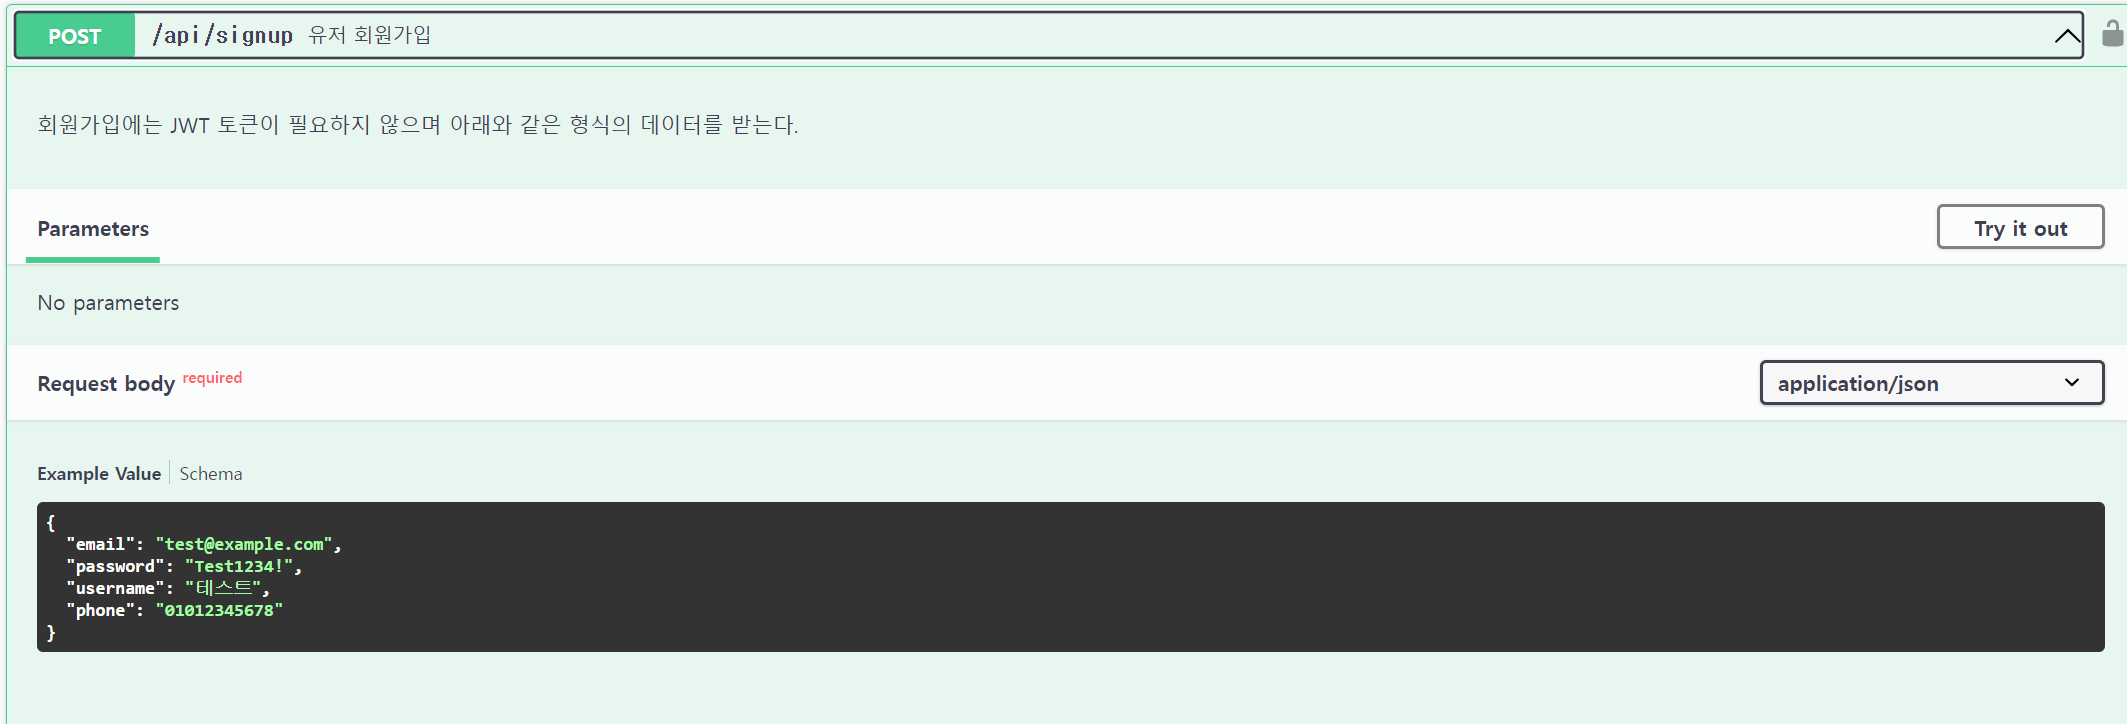 POST /api/signup 유저 회원가입
회원가입에는 JWT 토큰이 필요하지 않으며 아래와 같은 형식의 데이터를 받는다.
Parameters Try it out
No parameters
Request body required application/json
Example Value Schema
{
"email": "test@example.com",
"password": "Test1234!",
"username": "테스트",
"phone": "01012345678"
}